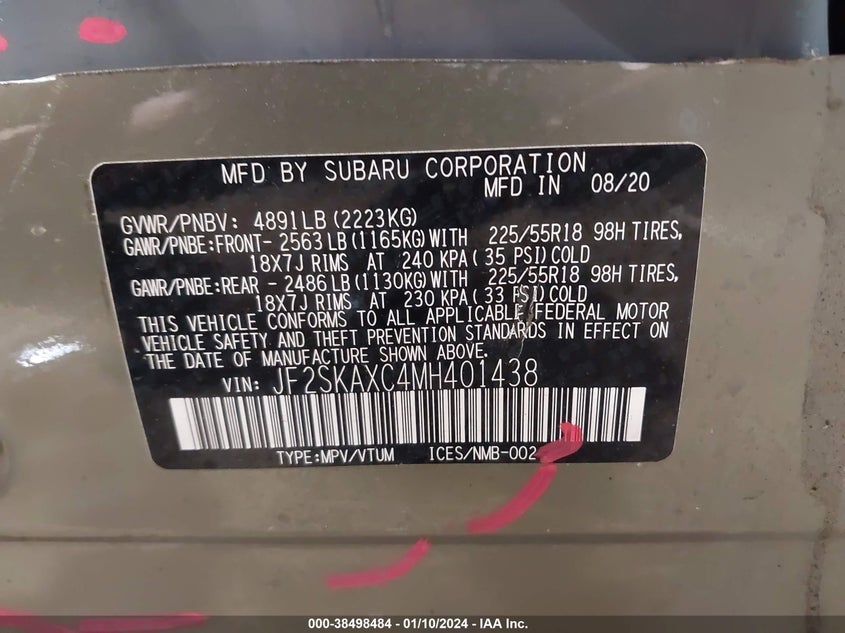 MFD BY SUBARU CORPORATION
MFD IN 08/20
GVWR/PNBV: 4891LB (2223KG)
GAWR/PNBE:FRONT- 2563 LB (1165KG) WITH 225/55R18 98H TIRES,
18X7J RIMS AT 240 KPA ( 35 PSI) COLD
GAWR/PNBE:REAR - 2486 LB (1130KG) WITH 225/55R18 98H TIRES,
18X7J RIMS AT 230 KPA ( 33 PSI) COLD
THIS VEHICLE CONFORMS TO ALL APPLICABLE FEDERAL MOTOR
VEHICLE SAFETY AND THEFT PREVENTION STANDARDS IN EFFECT ON
THE DATE OF MANUFACTURE SHOWN ABOVE.
VIN: JF2SKAXC4MH401438
TYPE:MPV/VTUM ICES/NMB-002
000-38498484 - 01/10/2024 - IAA Inc.